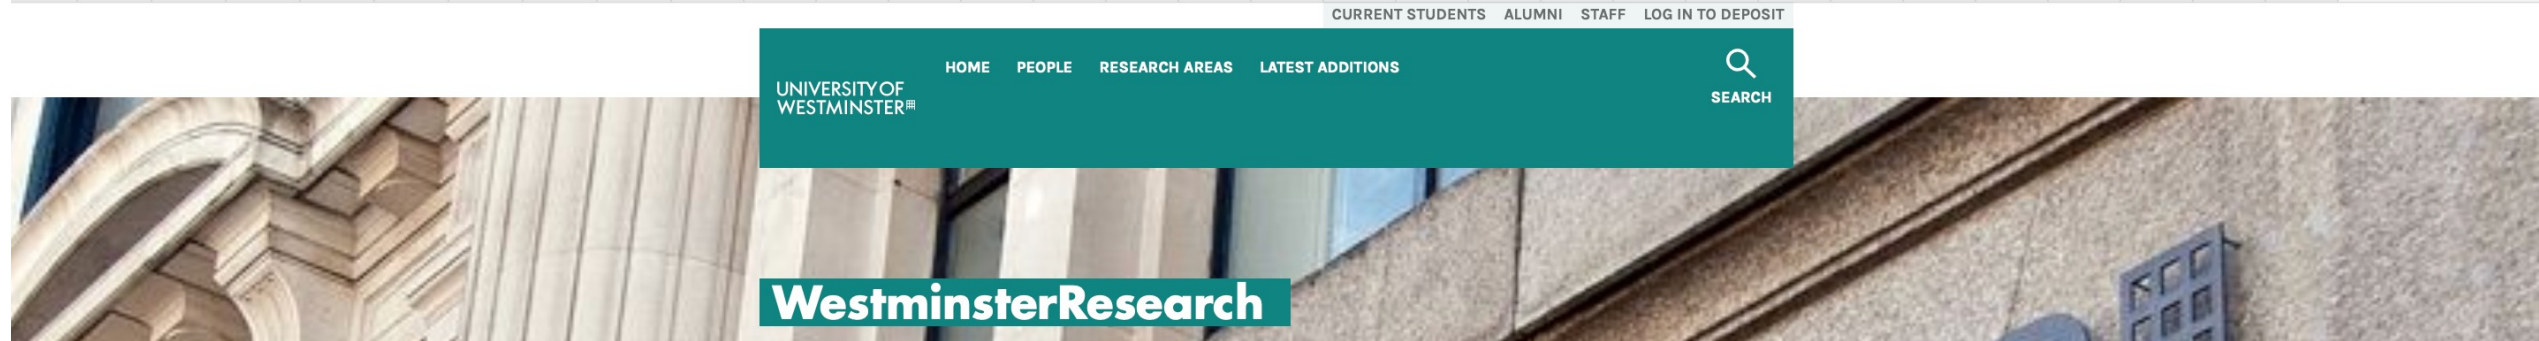 CURRENT STUDENTS ALUMNI STAFF LOG IN TO DEPOSIT
HOME PEOPLE RESEARCH AREAS LATEST ADDITIONS
UNIVERSITY OF
WESTMINSTER
SEARCH
WestminsterResearch